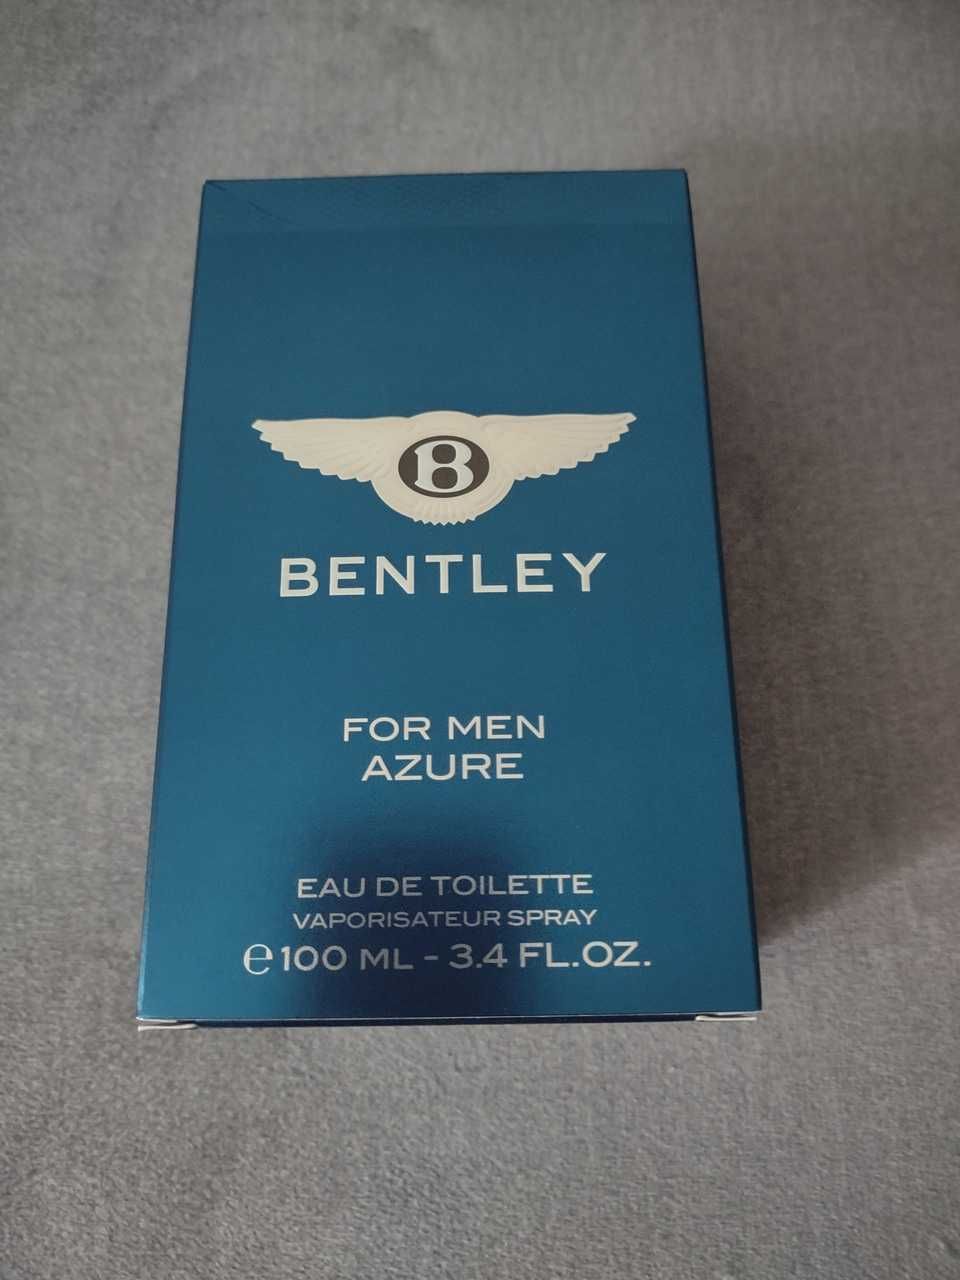 B
BENTLEY
FOR MEN
AZURE
EAU DE TOILETTE
VAPORISATEUR SPRAY
℮100 ML - 3.4 FL.OZ.